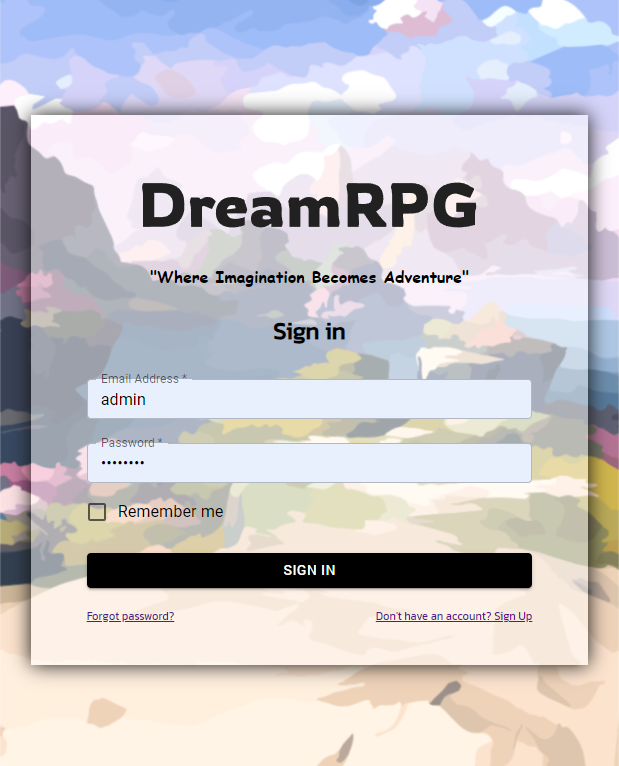 DreamRPG
"Where Imagination Becomes Adventure"
Sign in
Email Address *
admin
Password *
••••••••
Remember me
SIGN IN
Forgot password? Don't have an account? Sign Up